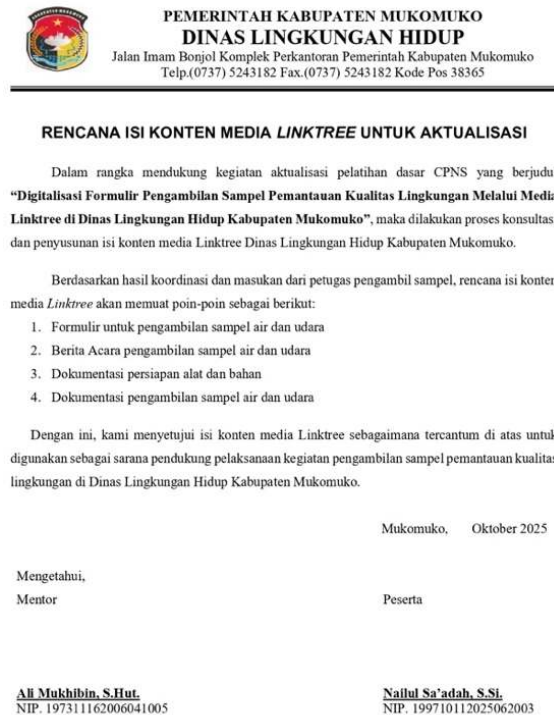 PEMERINTAH KABUPATEN MUKOMUKO
DINAS LINGKUNGAN HIDUP
Jalan Imam Bonjol Komplek Perkantoran Pemerintah Kabupaten Mukomuko
Telp.(0737) 5243182 Fax.(0737) 5243182 Kode Pos 38365
RENCANA ISI KONTEN MEDIA LINKTREE UNTUK AKTUALISASI
Dalam rangka mendukung kegiatan aktualisasi pelatihan dasar CPNS yang berjudu
“Digitalisasi Formulir Pengambilan Sampel Pemantauan Kualitas Lingkungan Melalui Media
Linktree di Dinas Lingkungan Hidup Kabupaten Mukomuko”, maka dilakukan proses konsultas
dan penyusunan isi konten media Linktree Dinas Lingkungan Hidup Kabupaten Mukomuko.
Berdasarkan hasil koordinasi dan masukan dari petugas pengambil sampel, rencana isi konten
media Linktree akan memuat poin-poin sebagai berikut:
1. Formulir untuk pengambilan sampel air dan udara
2. Berita Acara pengambilan sampel air dan udara
3. Dokumentasi persiapan alat dan bahan
4. Dokumentasi pengambilan sampel air dan udara
Dengan ini, kami menyetujui isi konten media Linktree sebagaimana tercantum di atas untuk
digunakan sebagai sarana pendukung pelaksanaan kegiatan pengambilan sampel pemantauan kualitas
lingkungan di Dinas Lingkungan Hidup Kabupaten Mukomuko.
Mukomuko, Oktober 2025
Mengetahui,
Mentor Peserta
Ali Mukhibin, S.Hut. Nailul Sa’adah, S.Si.
NIP. 197311162006041005 NIP. 199710112025062003